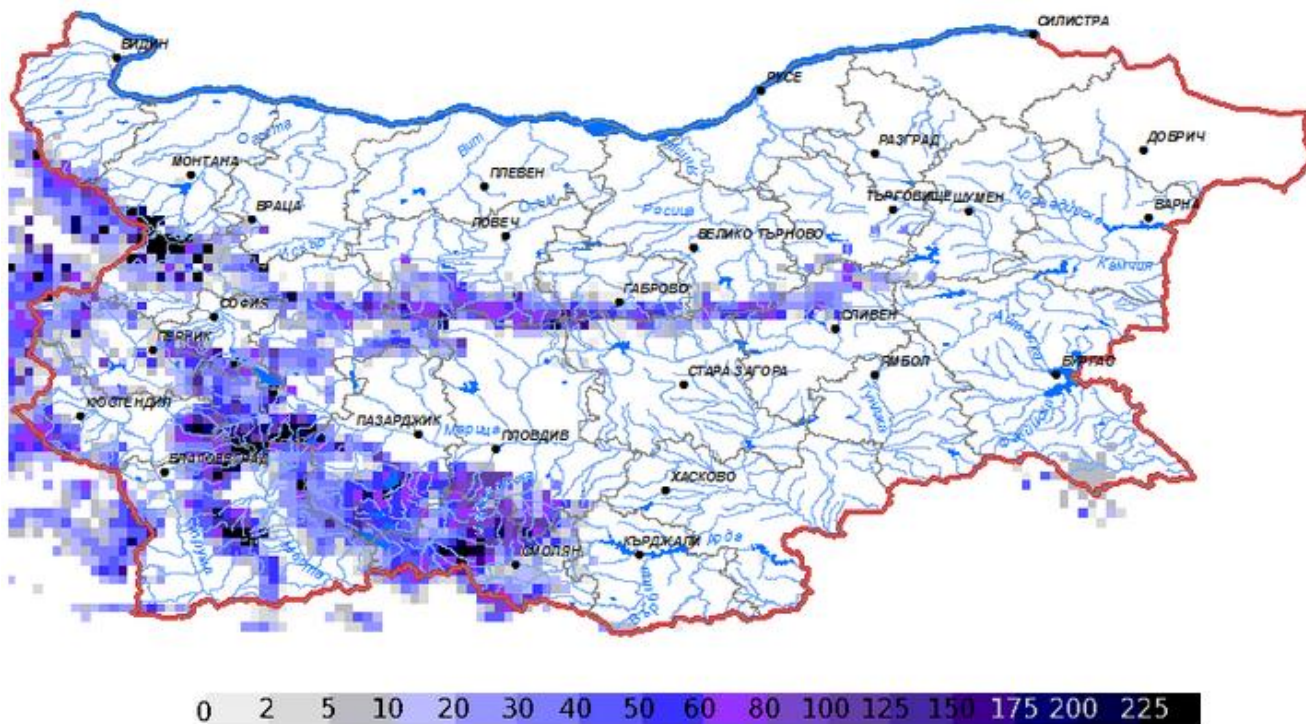 СИЛИСТРА
ВИДИН
РУСЕ
Огоста
ДОБРИЧ
РАЗГРАД
Вит
МОНТАНА
ПЛЕВЕН
ТЪРГОВИЩЕ
ШУМЕН
ВРАЦА
Росица
ВАРНА
ЛОВЕЧ
ВЕЛИКО ТЪРНОВО
Камчия
ГАБРОВО
СОФИЯ
СЛИВЕН
ПЕРНИК
ЯМБОЛ
БУРГАС
СТАРА ЗАГОРА
КЮСТЕНДИЛ
ПАЗАРДЖИК
Марица
ПЛОВДИВ
БЛАГОЕВГРАД
ХАСКОВО
КЪРДЖАЛИ
СМОЛЯН
0 2 5 10 20 30 40 50 60 80 100 125 150 175 200 225